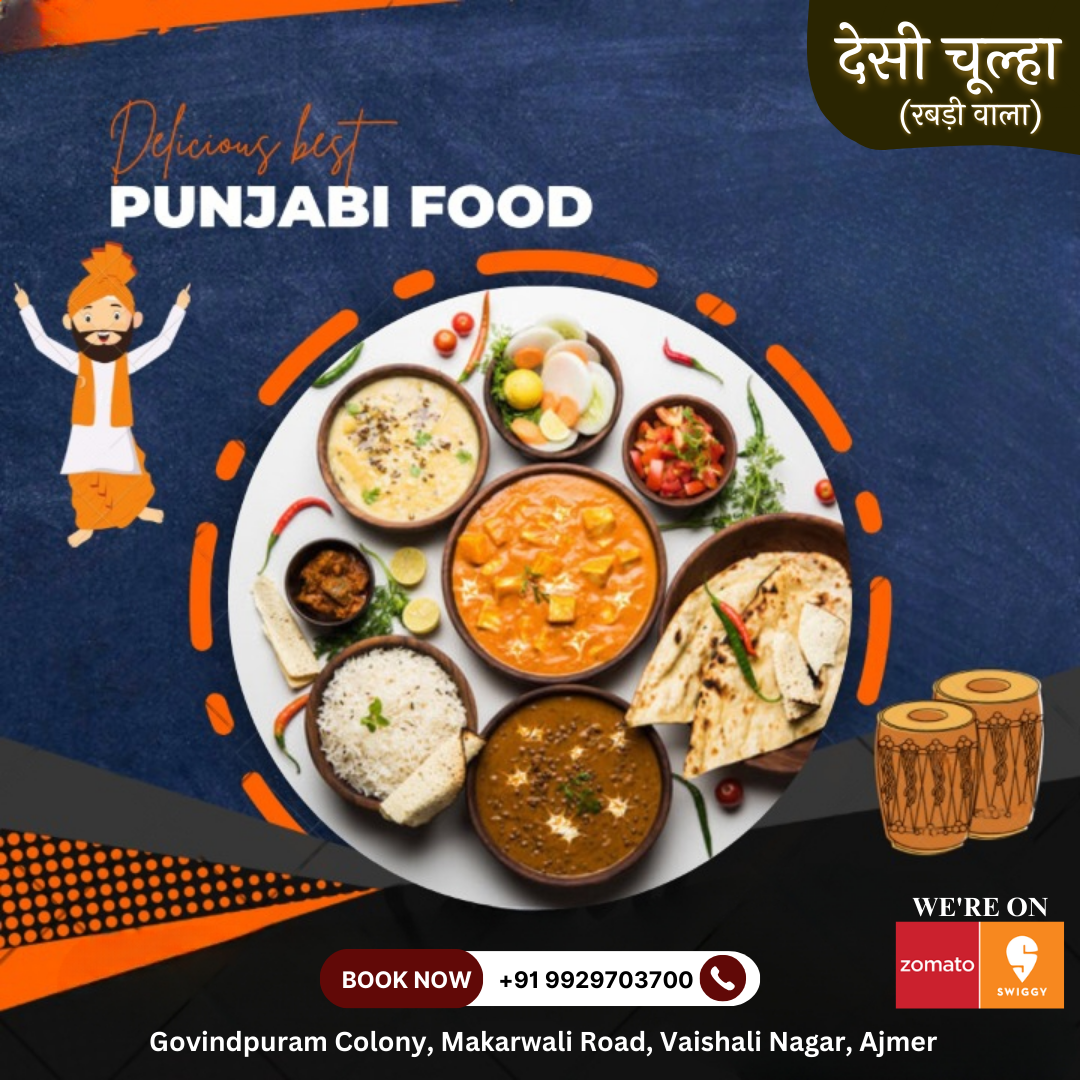 देसी चूल्हा
(रबड़ी वाला)
Delicious best
PUNJABI FOOD
WE'RE ON
zomato
SWIGGY
BOOK NOW
+91 9929703700
Govindpuram Colony, Makarwali Road, Vaishali Nagar, Ajmer